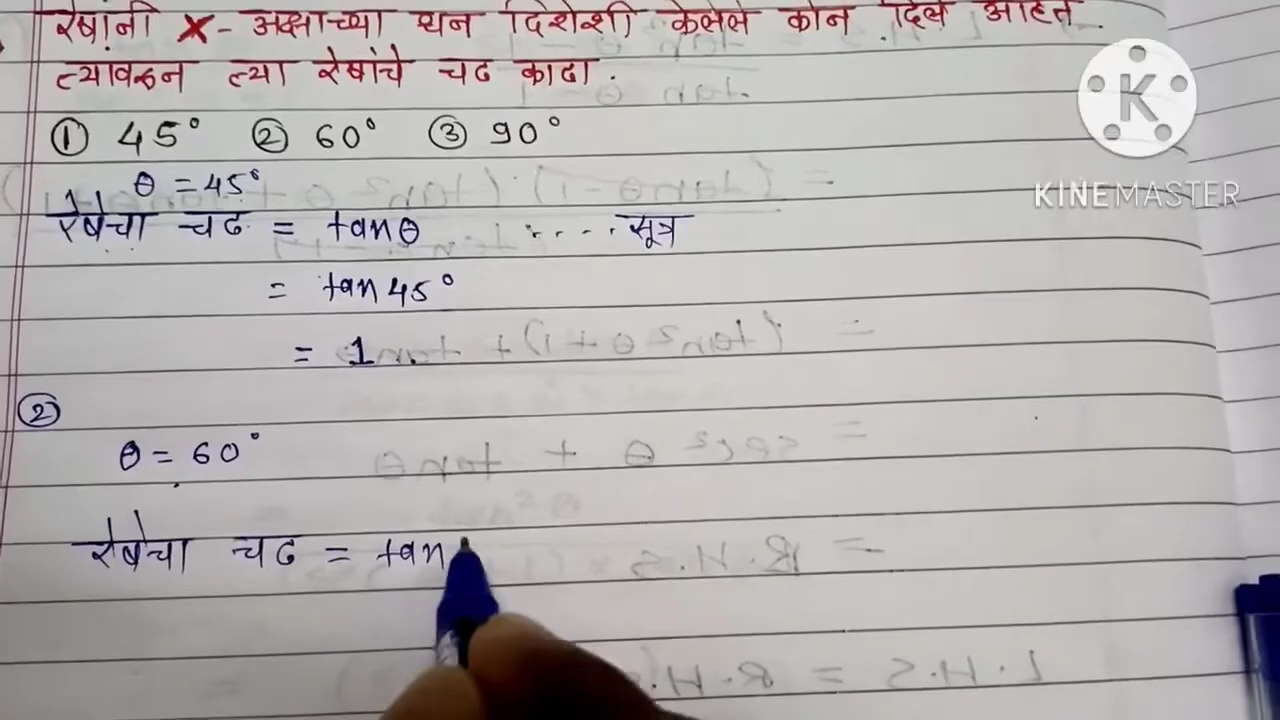 रेषांनी X - अक्षाच्या धन दिशेशी केलेले कोन दिले आहेत.
त्यावरून त्या रेषांचे चढ काढा.
① 45° ② 60° ③ 90°
K
KINEMASTER
θ = 45°
रेषेचा चढ = tanθ ..... सूत्र
= tan 45°
= 1
②
θ = 60°
रेषेचा चढ = tan